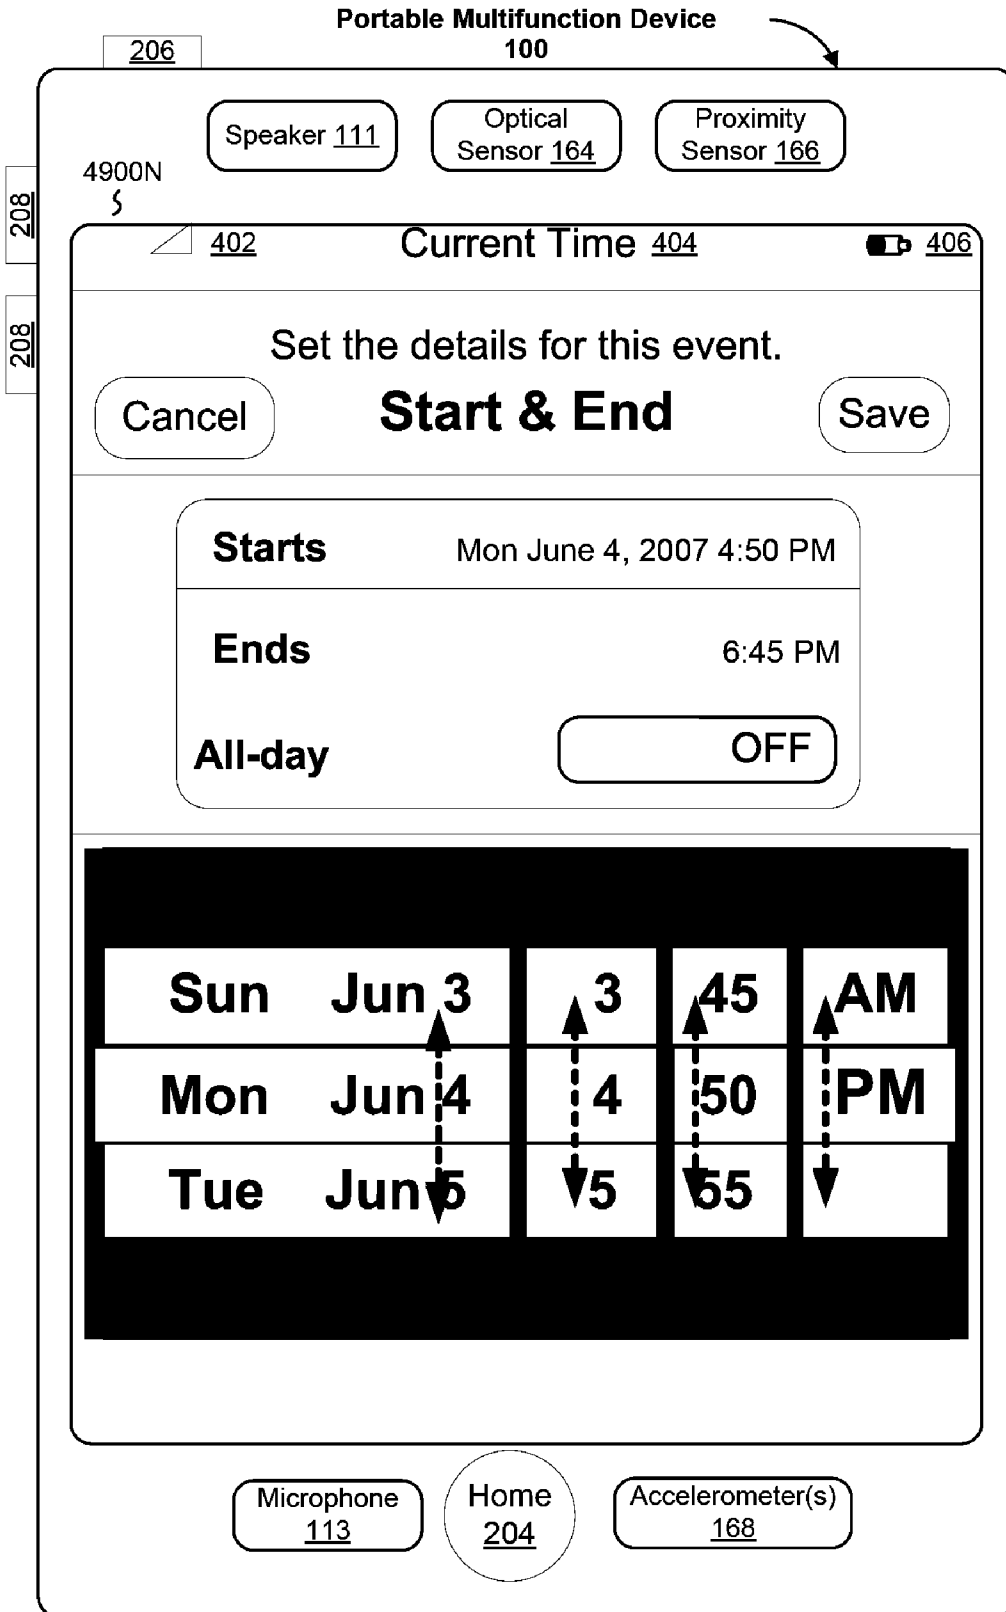 Portable Multifunction Device
100
206
Speaker 111
Optical
Sensor 164
Proximity
Sensor 166
4900N
208
208
402
Current Time 404
406
Set the details for this event.
Cancel
Start & End
Save
Starts
Mon June 4, 2007 4:50 PM
Ends
6:45 PM
All-day
OFF
Sun Jun 3 3 45 AM
Mon Jun 4 4 50 PM
Tue Jun 5 5 55
Microphone
113
Home
204
Accelerometer(s)
168